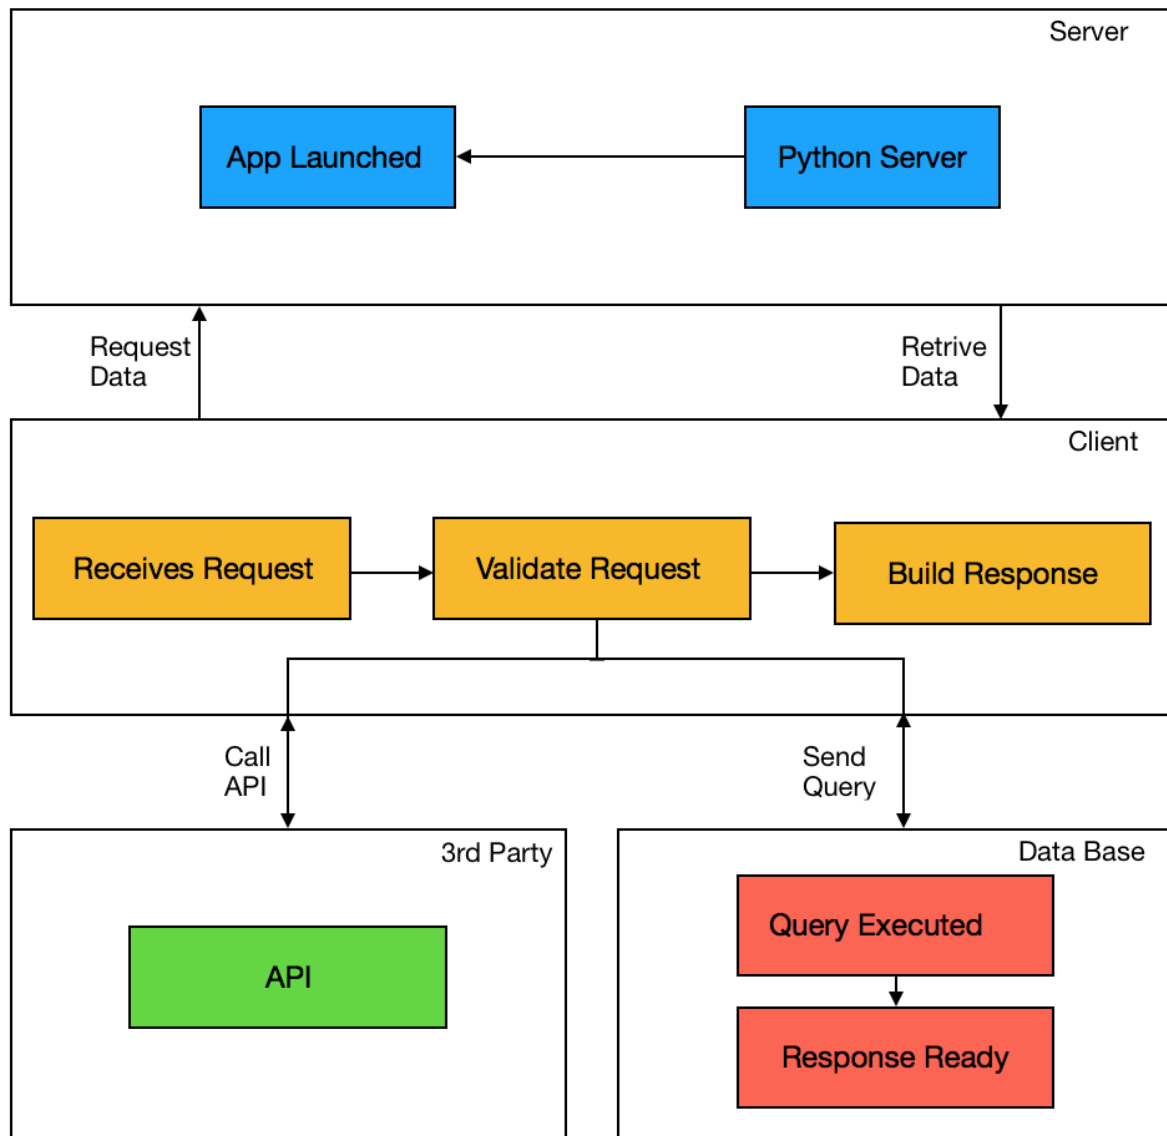 Server
App Launched
Python Server
Request
Data
Retrive
Data
Client
Receives Request
Validate Request
Build Response
Call
API
Send
Query
3rd Party
Data Base
API
Query Executed
Response Ready